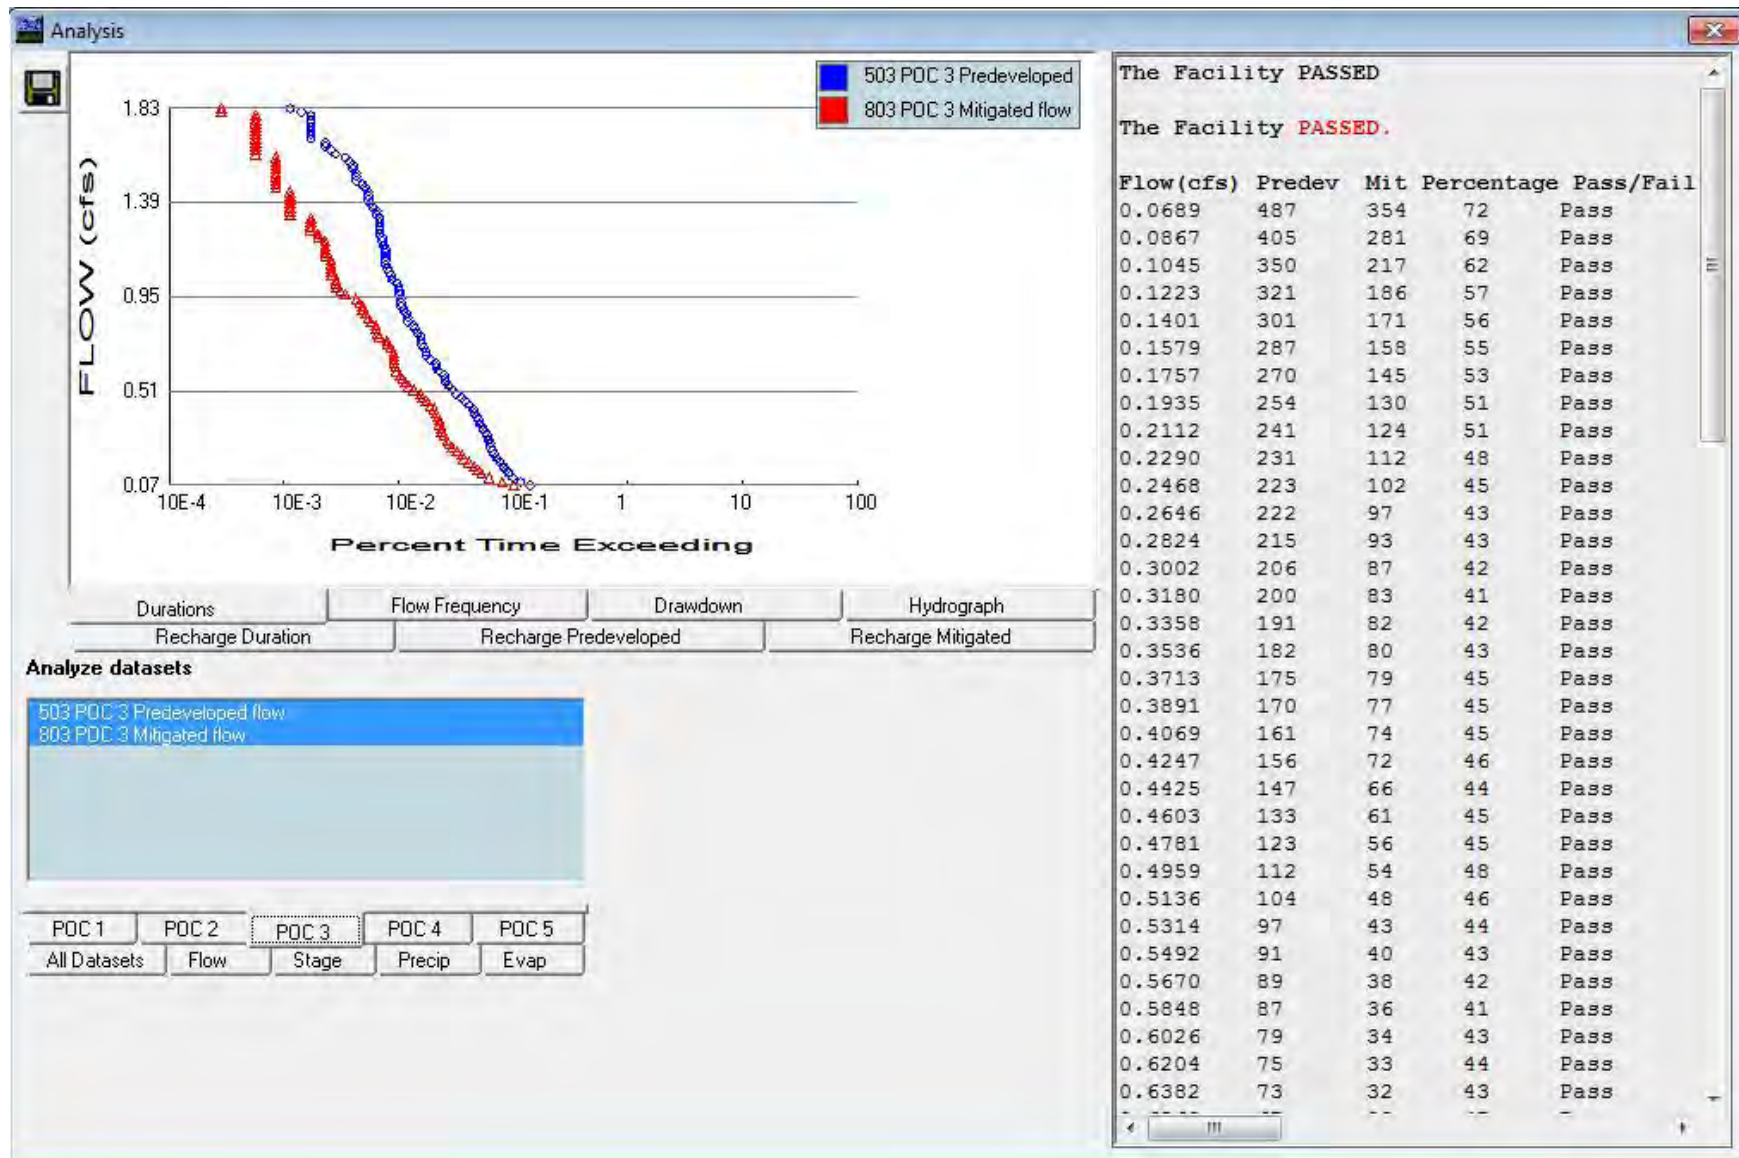 Analysis
503 POC 3 Predeveloped
803 POC 3 Mitigated flow
1.83
1.39
0.95
0.51
0.07
FLOW (cfs)
10E-4 10E-3 10E-2 10E-1 1 10 100
Percent Time Exceeding
Durations Flow Frequency Drawdown Hydrograph
Recharge Duration Recharge Predeveloped Recharge Mitigated
Analyze datasets
503 POC 3 Predeveloped flow
803 POC 3 Mitigated flow
POC 1 POC 2 POC 3 POC 4 POC 5
All Datasets Flow Stage Precip Evap
The Facility PASSED
The Facility PASSED.
Flow(cfs) Predev Mit Percentage Pass/Fail
0.0689 487 354 72 Pass
0.0867 405 281 69 Pass
0.1045 350 217 62 Pass
0.1223 321 186 57 Pass
0.1401 301 171 56 Pass
0.1579 287 158 55 Pass
0.1757 270 145 53 Pass
0.1935 254 130 51 Pass
0.2112 241 124 51 Pass
0.2290 231 112 48 Pass
0.2468 223 102 45 Pass
0.2646 222 97 43 Pass
0.2824 215 93 43 Pass
0.3002 206 87 42 Pass
0.3180 200 83 41 Pass
0.3358 191 82 42 Pass
0.3536 182 80 43 Pass
0.3713 175 79 45 Pass
0.3891 170 77 45 Pass
0.4069 161 74 45 Pass
0.4247 156 72 46 Pass
0.4425 147 66 44 Pass
0.4603 133 61 45 Pass
0.4781 123 56 45 Pass
0.4959 112 54 48 Pass
0.5136 104 48 46 Pass
0.5314 97 43 44 Pass
0.5492 91 40 43 Pass
0.5670 89 38 42 Pass
0.5848 87 36 41 Pass
0.6026 79 34 43 Pass
0.6204 75 33 44 Pass
0.6382 73 32 43 Pass